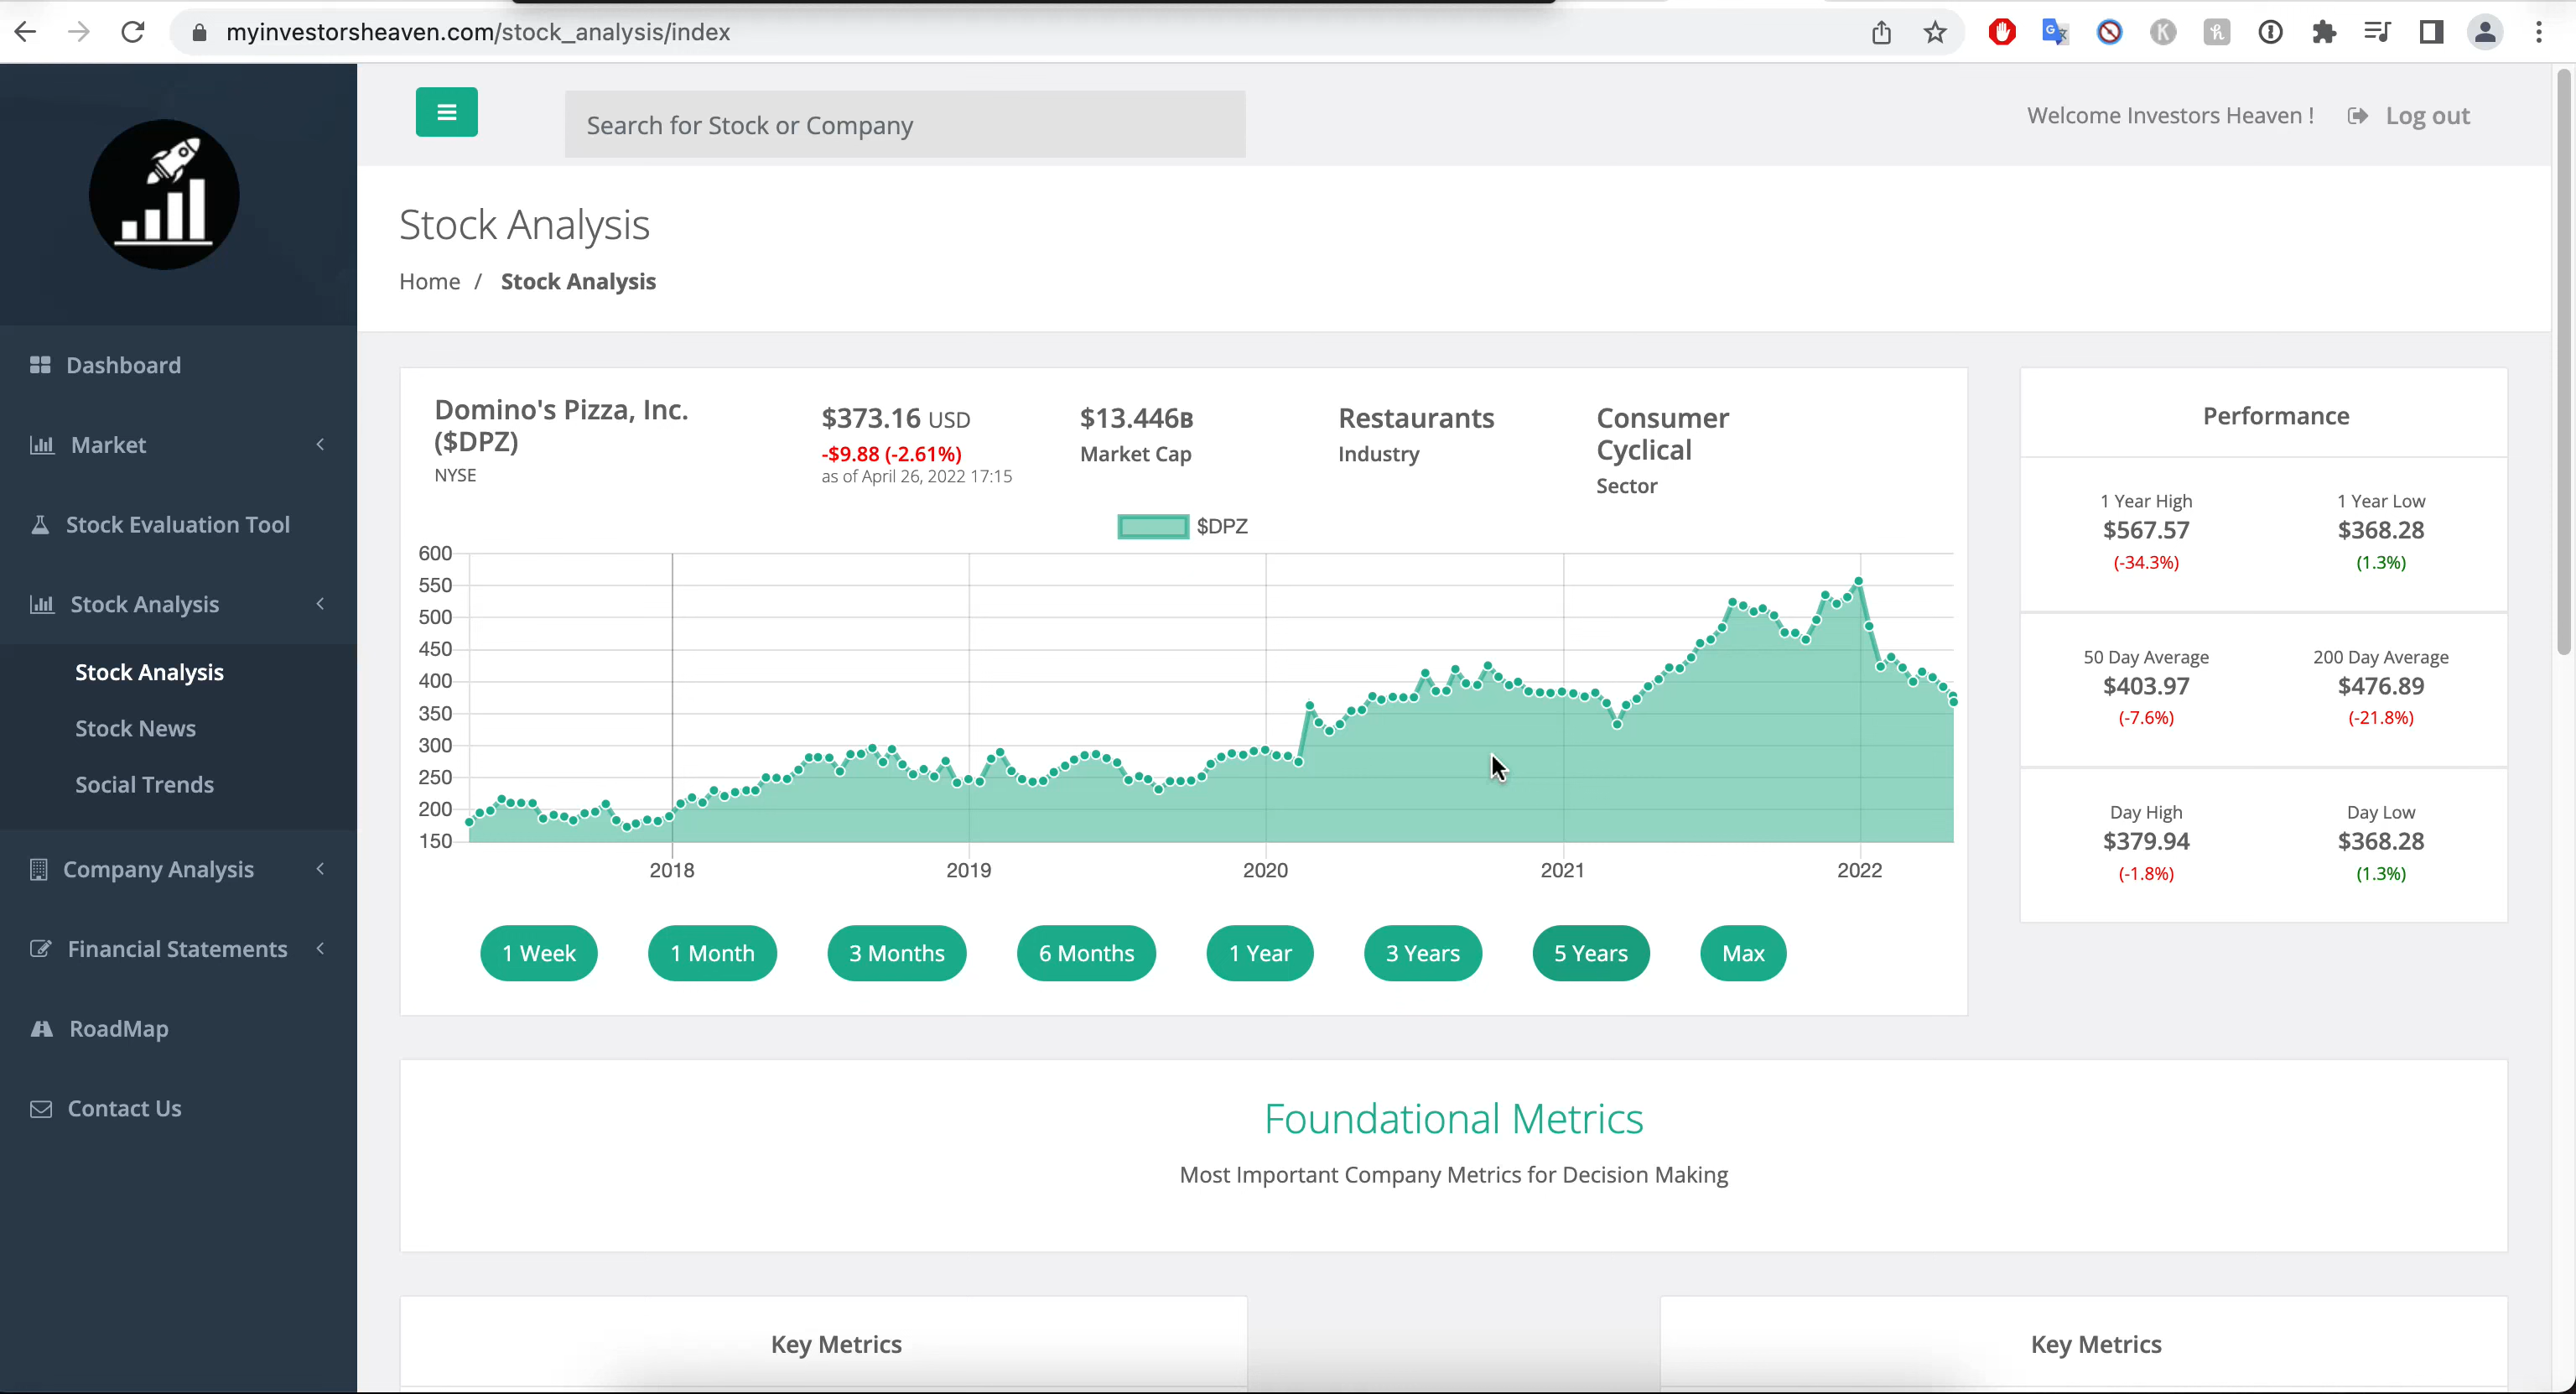 myinvestorsheaven.com/stock_analysis/index
Search for Stock or Company
Welcome Investors Heaven !
Log out
Stock Analysis
Home / Stock Analysis
Dashboard
Market
Stock Evaluation Tool
Stock Analysis
Stock Analysis
Stock News
Social Trends
Company Analysis
Financial Statements
RoadMap
Contact Us
Domino's Pizza, Inc.
($DPZ)
NYSE
$373.16 USD
-$9.88 (-2.61%)
as of April 26, 2022 17:15
$13.446B
Market Cap
Restaurants
Industry
Consumer
Cyclical
Sector
$DPZ
600
550
500
450
400
350
300
250
200
150
2018 2019 2020 2021 2022
1 Week 1 Month 3 Months 6 Months 1 Year 3 Years 5 Years Max
Performance
1 Year High
$567.57
(-34.3%)
1 Year Low
$368.28
(1.3%)
50 Day Average
$403.97
(-7.6%)
200 Day Average
$476.89
(-21.8%)
Day High
$379.94
(-1.8%)
Day Low
$368.28
(1.3%)
Foundational Metrics
Most Important Company Metrics for Decision Making
Key Metrics
Key Metrics